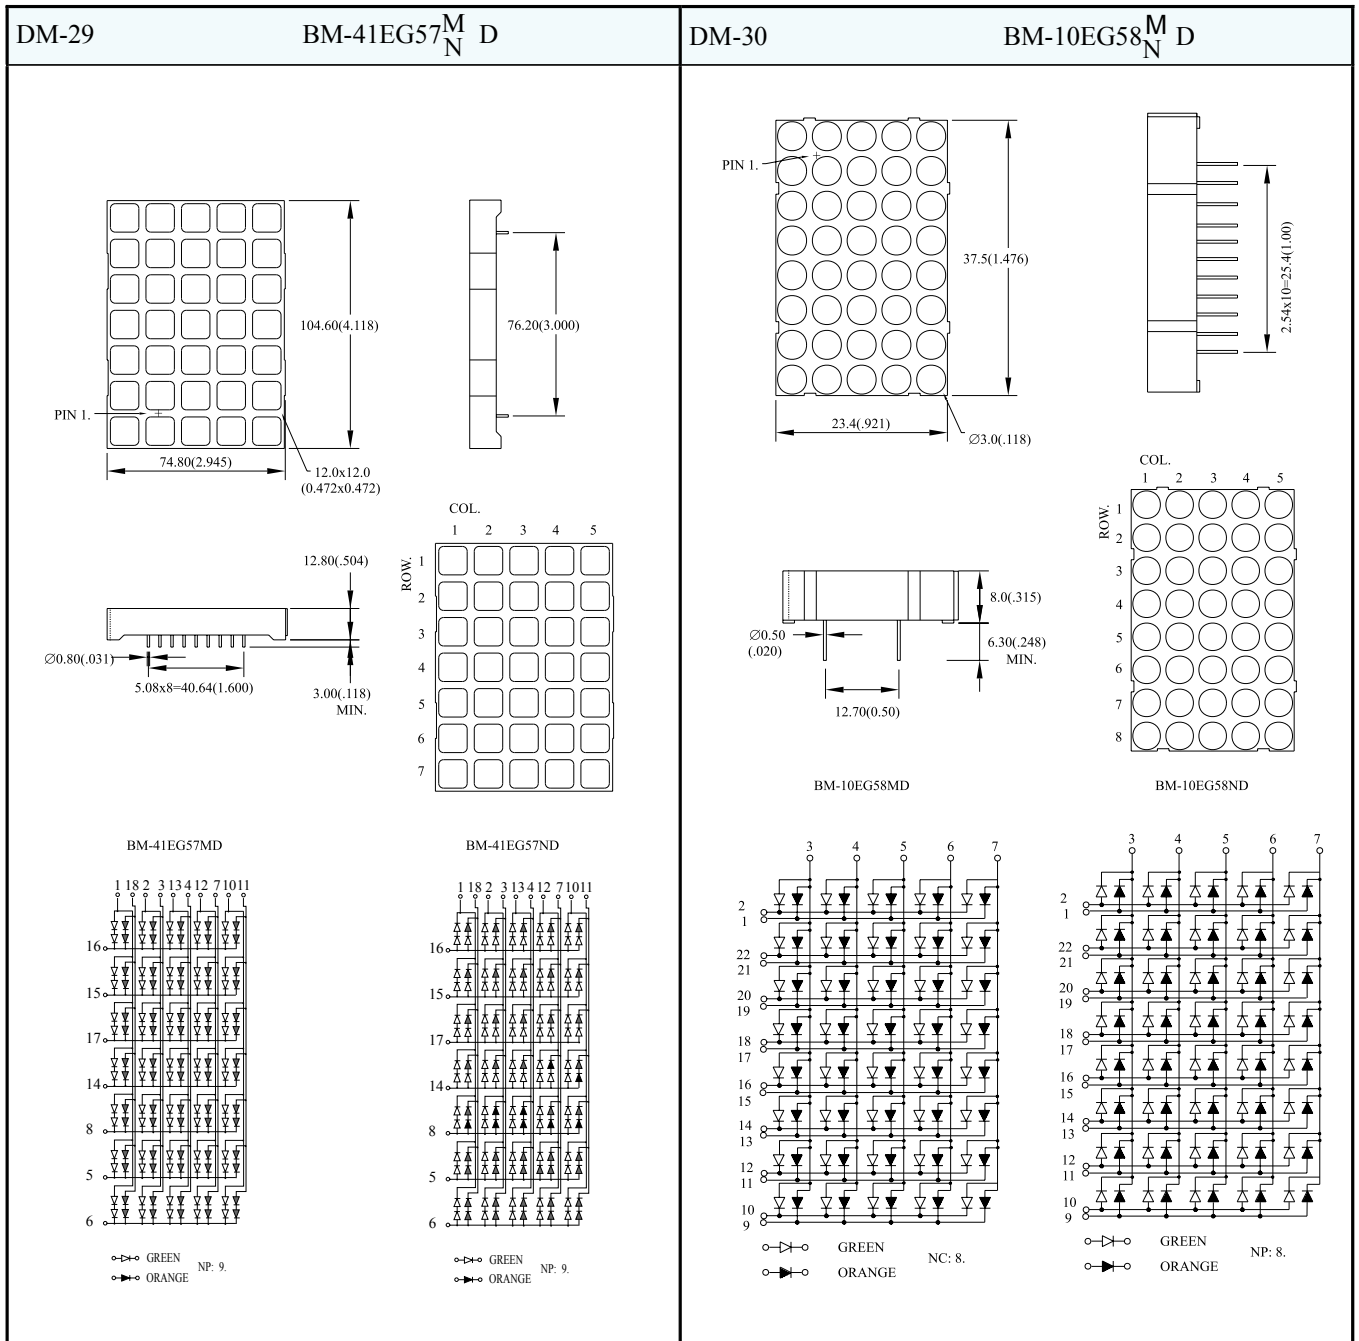 DM-29 BM-41EG57 M/N D
DM-30 BM-10EG58 M/N D
PIN 1.
104.60(4.118)
76.20(3.000)
74.80(2.945)
12.0x12.0
(0.472x0.472)
12.80(.504)
Ø0.80(.031)
5.08x8=40.64(1.600)
3.00(.118)
MIN.
COL.
1 2 3 4 5
ROW.
1
2
3
4
5
6
7
BM-41EG57MD
1 18 2 3 13 4 12 7 10 11
16
15
17
14
8
5
6
GREEN
ORANGE
NP: 9.
BM-41EG57ND
1 18 2 3 13 4 12 7 10 11
16
15
17
14
8
5
6
GREEN
ORANGE
NP: 9.
PIN 1.
37.5(1.476)
2.54x10=25.4(1.00)
23.4(.921)
Ø3.0(.118)
8.0(.315)
Ø0.50
(.020)
6.30(.248)
MIN.
12.70(0.50)
COL.
1 2 3 4 5
ROW.
1
2
3
4
5
6
7
8
BM-10EG58MD
3 4 5 6 7
2
1
22
21
20
19
18
17
16
15
14
13
12
11
10
9
GREEN
ORANGE
NC: 8.
BM-10EG58ND
3 4 5 6 7
2
1
22
21
20
19
18
17
16
15
14
13
12
11
10
9
GREEN
ORANGE
NP: 8.